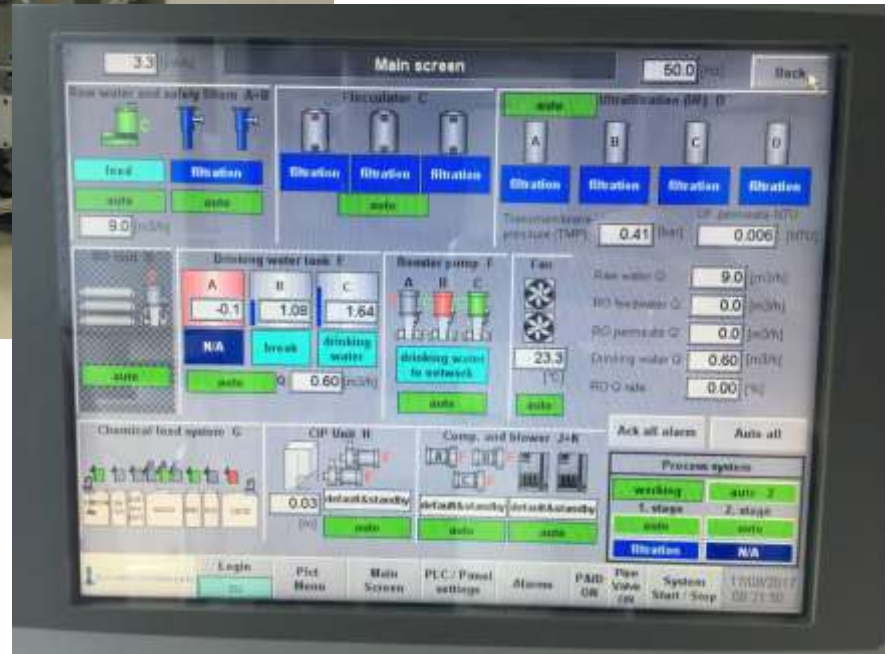 3.3
Main screen
50.0
Back
Raw water and safety filters A+B
Flocculator C
auto
Ultrafiltration (UF) D
A B C D
feed
filtration
filtration
filtration
filtration
filtration
filtration
filtration
filtration
auto
auto
auto
9.0 [m3/h]
Transmembrane
pressure (TMP)
0.41 [bar]
UF permeate NTU
0.006 [NTU]
Drinking water tank E
Booster pump F
Fan
A B C
A B C
-0.1
1.08
1.64
N/A
break
drinking
water
drinking water
to network
auto
auto
Q 0.60 [m3/h]
auto
23.3
[°C]
auto
Raw water Q 9.0 [m3/h]
RO feedwater Q 0.0 [m3/h]
RO permeate Q 0.0 [m3/h]
Drinking water Q 0.60 [m3/h]
RO Q rate 0.00 [%]
Ack all alarm
Auto all
Chemical feed system G
CIP Unit H
Comp. and blower J+K
0.03
[m]
default&standby
default&standby
default&standby
auto
auto
auto
Process system
working
auto 2
1. stage
2. stage
auto
auto
filtration
N/A
Login
Pict
Menu
Main
Screen
PLC / Panel
settings
Alarms
P&ID
ON
Pipe
Valve
ON
System
Start / Stop
17/08/2017